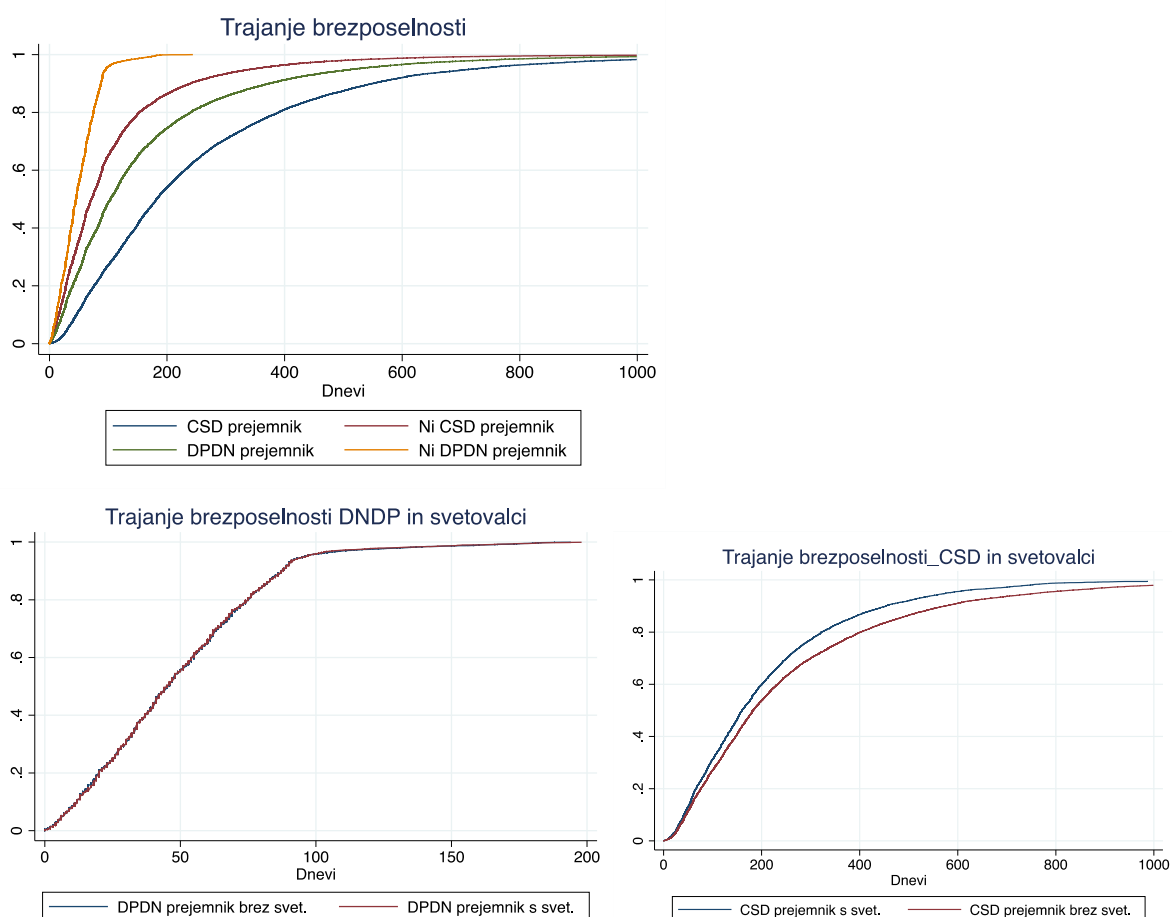 Trajanje brezposelnosti
1
.8
.6
.4
.2
0
0 200 400 600 800 1000
Dnevi
CSD prejemnik Ni CSD prejemnik
DPDN prejemnik Ni DPDN prejemnik
Trajanje brezposelnosti DNDP in svetovalci
1
.8
.6
.4
.2
0
0 50 100 150 200
Dnevi
DPDN prejemnik brez svet. DPDN prejemnik s svet.
Trajanje brezposelnosti_CSD in svetovalci
1
.8
.6
.4
.2
0
0 200 400 600 800 1000
Dnevi
CSD prejemnik s svet. CSD prejemnik brez svet.